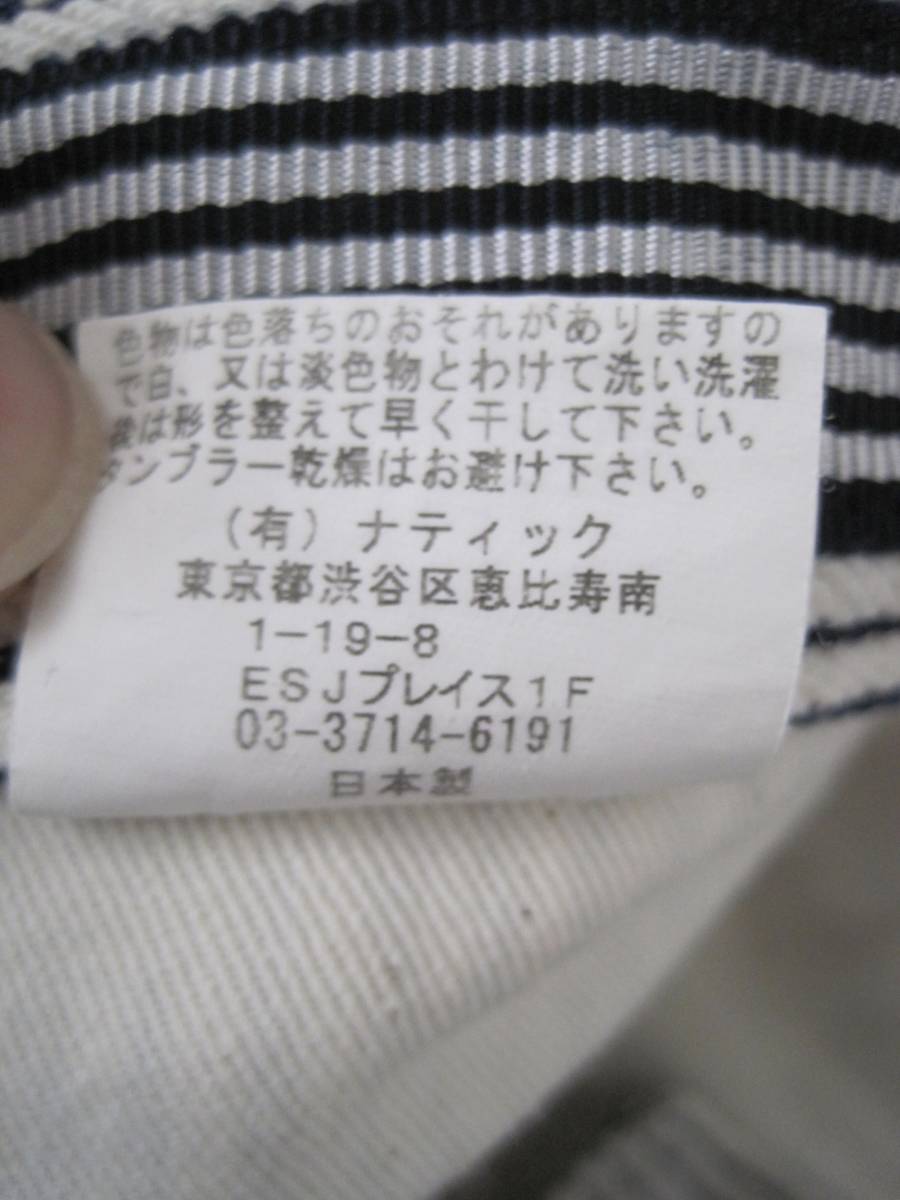 色物は色落ちのおそれがありますの
で白、又は淡色物とわけて洗い洗濯
後は形を整えて早く干して下さい。
タンブラー乾燥はお避け下さい。
(有)ナティック
東京都渋谷区恵比寿南
1-19-8
ESJプレイス1F
03-3714-6191
日本製